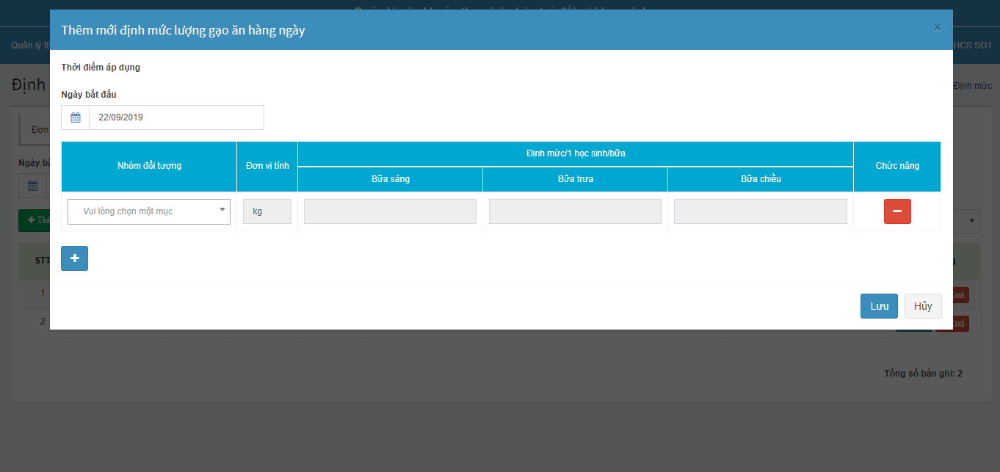 Thêm mới định mức lượng gạo ăn hàng ngày
×
Quản lý th
HCS SG1
Thời điểm áp dụng
Định
Định mức
Ngày bắt đầu
22/09/2019
Đơn
Nhóm đối tượng
Đơn vị tính
Định mức/1 học sinh/bữa
Chức năng
Bữa sáng
Bữa trưa
Bữa chiều
Ngày bắ
Vui lòng chọn một mục
kg
Thê
STT
1
Xoá
2
Xoá
Lưu
Hủy
Tổng số bản ghi: 2